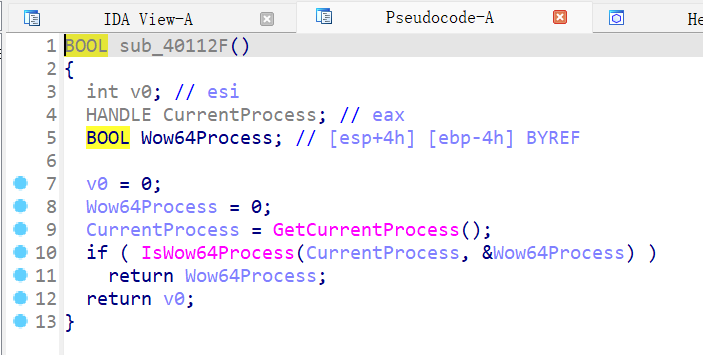 IDA View-A Pseudocode-A He
1 BOOL sub_40112F()
2 {
3 int v0; // esi
4 HANDLE CurrentProcess; // eax
5 BOOL Wow64Process; // [esp+4h] [ebp-4h] BYREF
6
7 v0 = 0;
8 Wow64Process = 0;
9 CurrentProcess = GetCurrentProcess();
10 if ( IsWow64Process(CurrentProcess, &Wow64Process) )
11 return Wow64Process;
12 return v0;
13 }